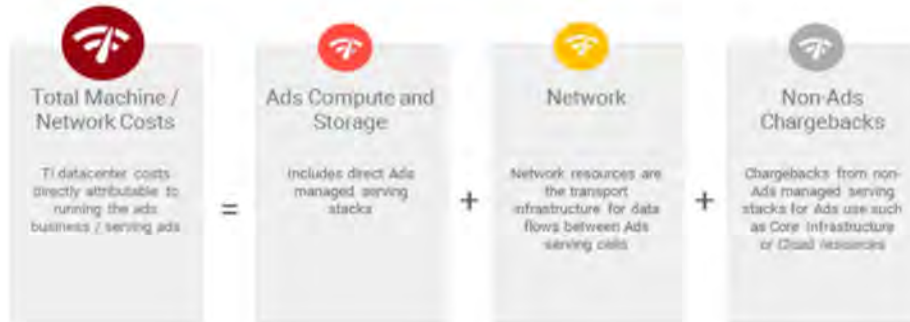 Total Machine /
Network Costs
TI datacenter costs
directly attributable to
running the ads
business / serving ads
=
Ads Compute and
Storage
Includes direct Ads
managed serving
stacks
+
Network
Network resources are
the transport
infrastructure for data
flows between Ads
serving cells
+
Non-Ads
Chargebacks
Chargebacks from non-
Ads managed serving
stacks for Ads use such
as Core Infrastructure
or Cloud resources